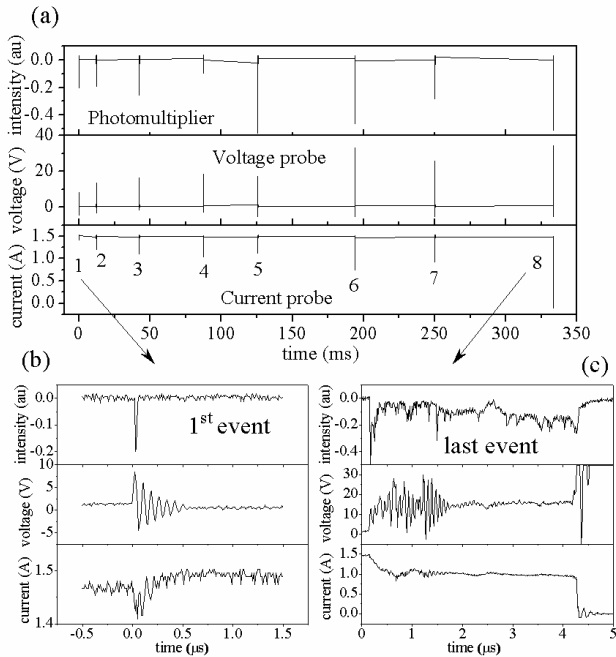 (a)
intensity (au)
0.0
-0.2
-0.4
Photomultiplier
voltage (V)
40
20
0
Voltage probe
current (A)
1.5
1.0
0.5
0.0
1 2 3 4 5 6 7 8
Current probe
0 50 100 150 200 250 300 350
time (ms)
(b)
intensity (au)
0.0
-0.1
-0.2
1st event
voltage (V)
10
5
0
-5
current (A)
1.5
1.4
-0.5 0.0 0.5 1.0 1.5
time (μs)
(c)
intensity (au)
0.0
-0.2
-0.4
last event
voltage (V)
30
20
10
0
current (A)
1.5
1.0
0.5
0.0
0 1 2 3 4 5
time (μs)